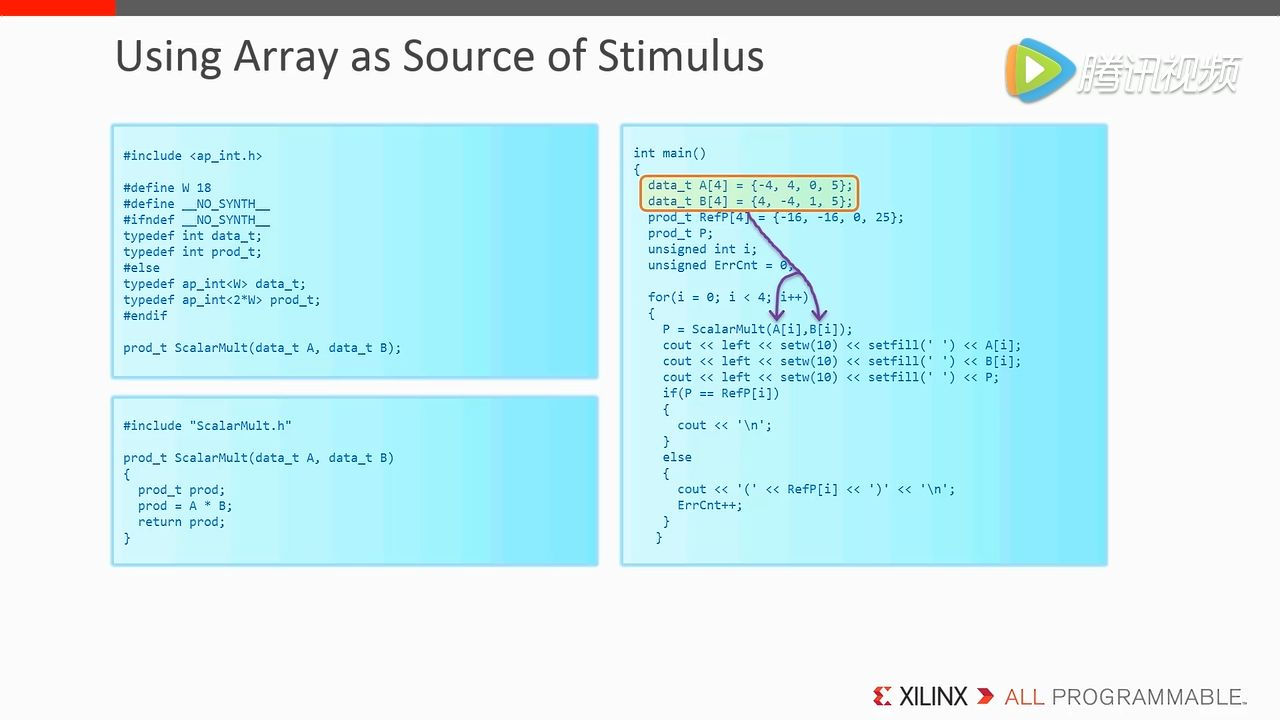 Using Array as Source of Stimulus
腾讯视频
#include <ap_int.h>
#define W 18
#define __NO_SYNTH__
#ifndef __NO_SYNTH__
typedef int data_t;
typedef int prod_t;
#else
typedef ap_int<W> data_t;
typedef ap_int<2*W> prod_t;
#endif
prod_t ScalarMult(data_t A, data_t B);
#include "ScalarMult.h"
prod_t ScalarMult(data_t A, data_t B)
{
prod_t prod;
prod = A * B;
return prod;
}
int main()
{
data_t A[4] = {-4, 4, 0, 5};
data_t B[4] = {4, -4, 1, 5};
prod_t RefP[4] = {-16, -16, 0, 25};
prod_t P;
unsigned int i;
unsigned ErrCnt = 0;
for(i = 0; i < 4; i++)
{
P = ScalarMult(A[i],B[i]);
cout << left << setw(10) << setfill(' ') << A[i];
cout << left << setw(10) << setfill(' ') << B[i];
cout << left << setw(10) << setfill(' ') << P;
if(P == RefP[i])
{
cout << '\n';
}
else
{
cout << '(' << RefP[i] << ')' << '\n';
ErrCnt++;
}
}
XILINX ALL PROGRAMMABLE™